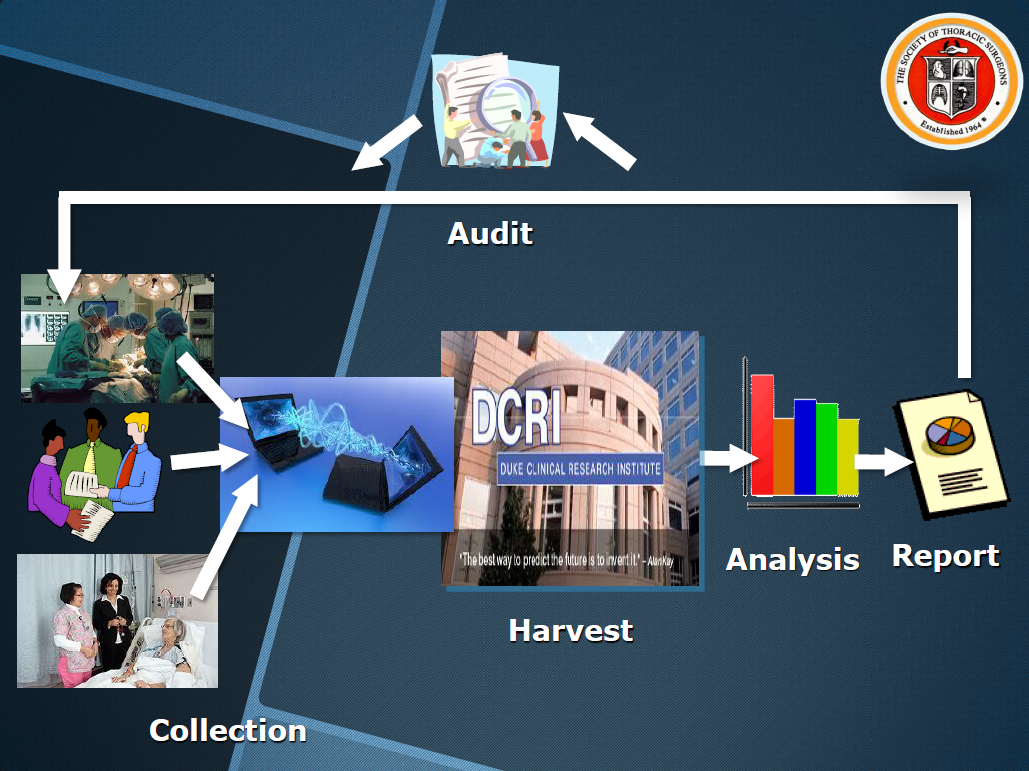 THE SOCIETY OF THORACIC SURGEONS
Established 1964
Audit
DCRI
DUKE CLINICAL RESEARCH INSTITUTE
"The best way to predict the future is to invent it." - Alan Kay
Analysis
Report
Harvest
Collection